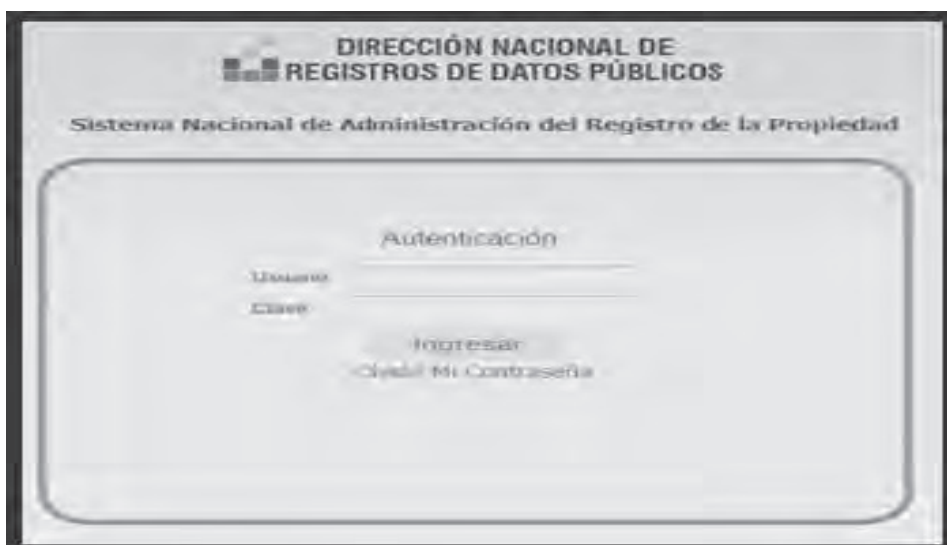 DIRECCIÓN NACIONAL DE
REGISTROS DE DATOS PÚBLICOS
Sistema Nacional de Administración del Registro de la Propiedad
Autenticación
Usuario
Clave
Ingresar
Olvidé Mi Contraseña